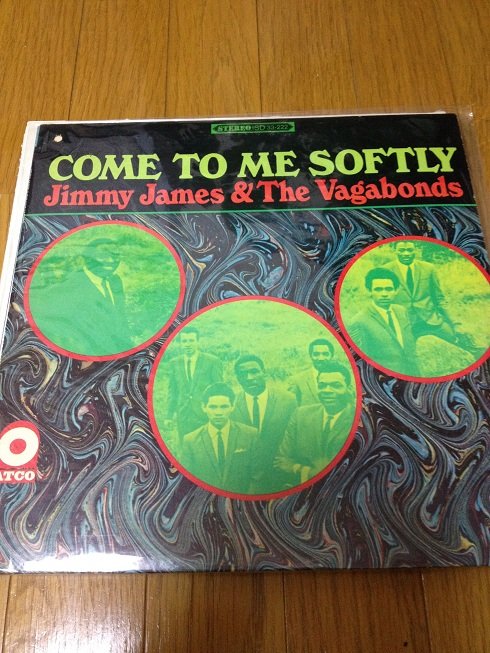 STEREO SD 33-222
COME TO ME SOFTLY
Jimmy James & The Vagabonds
ATCO